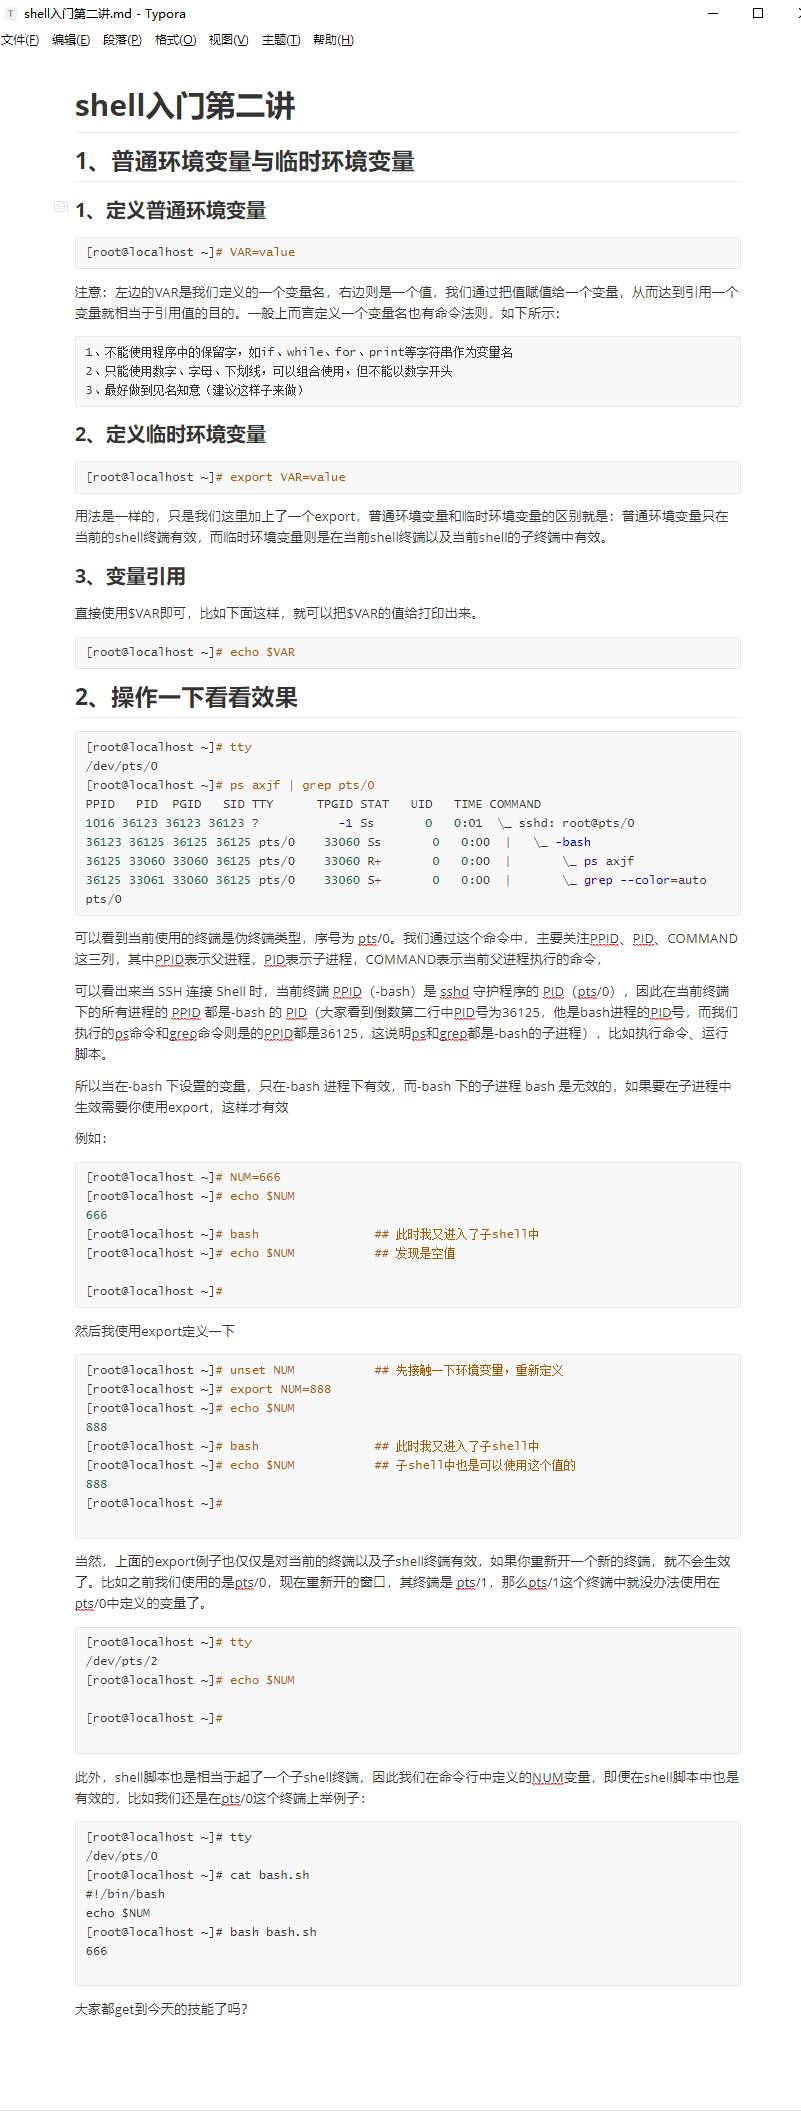 shell入门第二讲.md - Typora
文件(F) 编辑(E) 段落(P) 格式(O) 视图(V) 主题(T) 帮助(H)
shell入门第二讲
1、普通环境变量与临时环境变量
h3
1、定义普通环境变量
[root@localhost ~]# VAR=value
注意：左边的VAR是我们定义的一个变量名，右边则是一个值，我们通过把值赋值给一个变量，从而达到引用一个
变量就相当于引用值的目的。一般上而言定义一个变量名也有命令法则，如下所示：
1、不能使用程序中的保留字，如if、while、for、print等字符串作为变量名
2、只能使用数字、字母、下划线，可以组合使用，但不能以数字开头
3、最好做到见名知意（建议这样子来做）
2、定义临时环境变量
[root@localhost ~]# export VAR=value
用法是一样的，只是我们这里加上了一个export，普通环境变量和临时环境变量的区别就是：普通环境变量只在
当前的shell终端有效，而临时环境变量则是在当前shell终端以及当前shell的子终端中有效。
3、变量引用
直接使用$VAR即可，比如下面这样，就可以把$VAR的值给打印出来。
[root@localhost ~]# echo $VAR
2、操作一下看看效果
[root@localhost ~]# tty
/dev/pts/0
[root@localhost ~]# ps axjf | grep pts/0
PPID   PID  PGID   SID TTY      TPGID STAT   UID   TIME COMMAND
1016 36123 36123 36123 ?           -1 Ss       0   0:01  \_ sshd: root@pts/0
36123 36125 36125 36125 pts/0    33060 Ss       0   0:00  |   \_ -bash
36125 33060 33060 36125 pts/0    33060 R+       0   0:00  |       \_ ps axjf
36125 33061 33060 36125 pts/0    33060 S+       0   0:00  |       \_ grep --color=auto
pts/0
可以看到当前使用的终端是伪终端类型，序号为 pts/0。我们通过这个命令中，主要关注PPID、PID、COMMAND
这三列，其中PPID表示父进程，PID表示子进程，COMMAND表示当前父进程执行的命令，
可以看出来当 SSH 连接 Shell 时，当前终端 PPID（-bash）是 sshd 守护程序的 PID（pts/0），因此在当前终端
下的所有进程的 PPID 都是-bash 的 PID（大家看到倒数第二行中PID号为36125，他是bash进程的PID号，而我们
执行的ps命令和grep命令则是的PPID都是36125，这说明ps和grep都是-bash的子进程），比如执行命令、运行
脚本。
所以当在-bash 下设置的变量，只在-bash 进程下有效，而-bash 下的子进程 bash 是无效的，如果要在子进程中
生效需要你使用export，这样才有效
例如：
[root@localhost ~]# NUM=666
[root@localhost ~]# echo $NUM
666
[root@localhost ~]# bash                ## 此时我又进入了子shell中
[root@localhost ~]# echo $NUM           ## 发现是空值
[root@localhost ~]#
然后我使用export定义一下
[root@localhost ~]# unset NUM           ## 先接触一下环境变量，重新定义
[root@localhost ~]# export NUM=888
[root@localhost ~]# echo $NUM
888
[root@localhost ~]# bash                ## 此时我又进入了子shell中
[root@localhost ~]# echo $NUM           ## 子shell中也是可以使用这个值的
888
[root@localhost ~]#
当然，上面的export例子也仅仅是对当前的终端以及子shell终端有效，如果你重新开一个新的终端，就不会生效
了。比如之前我们使用的是pts/0，现在重新开的窗口，其终端是 pts/1，那么pts/1这个终端中就没办法使用在
pts/0中定义的变量了。
[root@localhost ~]# tty
/dev/pts/2
[root@localhost ~]# echo $NUM
[root@localhost ~]#
此外，shell脚本也是相当于起了一个子shell终端，因此我们在命令行中定义的NUM变量，即便在shell脚本中也是
有效的，比如我们还是在pts/0这个终端上举例子：
[root@localhost ~]# tty
/dev/pts/0
[root@localhost ~]# cat bash.sh
#!/bin/bash
echo $NUM
[root@localhost ~]# bash bash.sh
666
大家都get到今天的技能了吗？